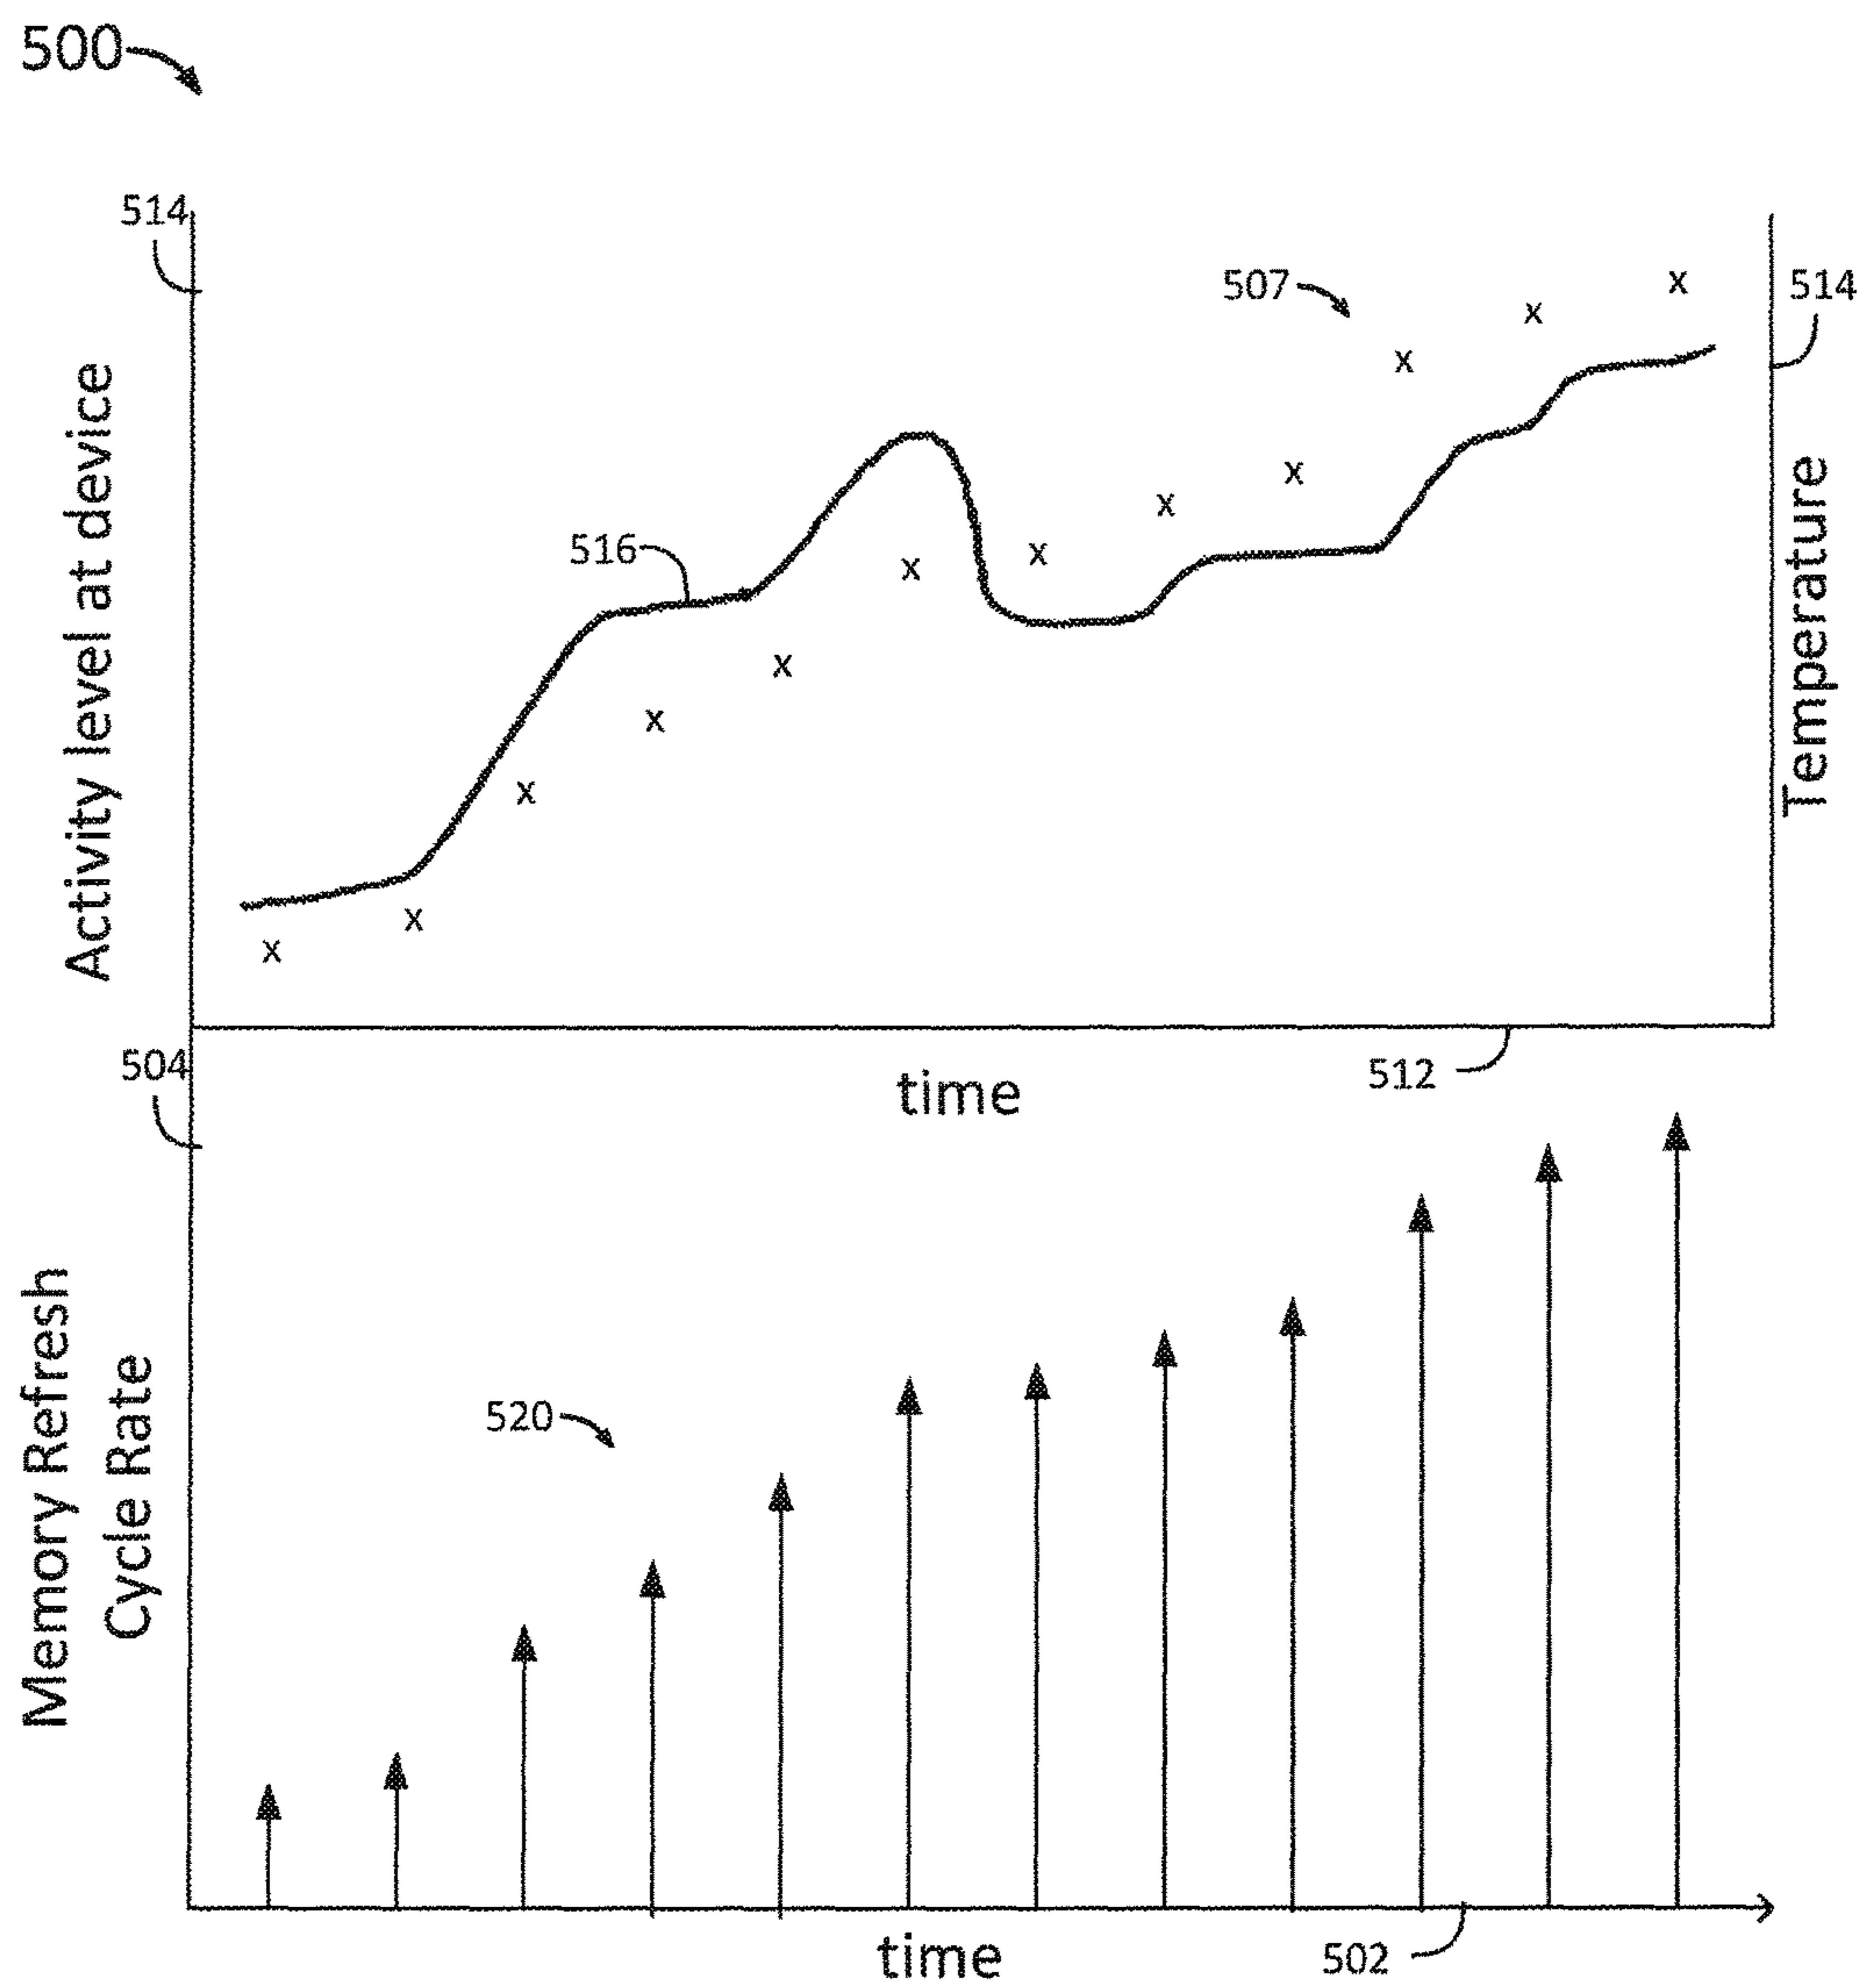 500
514
507
514
Activity level at device
516
x
x
x
x
x
x
x
x
x
x
x
x
Temperature
504
time
512
Memory Refresh
Cycle Rate
520
time
502